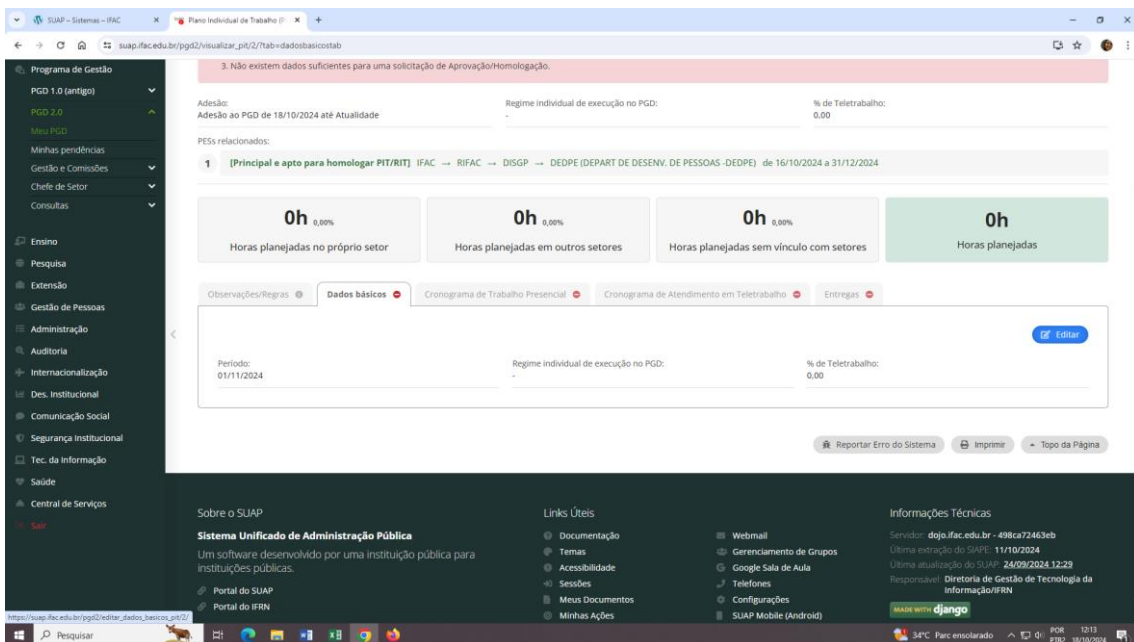 SUAP – Sistemas – IFAC
Plano Individual de Trabalho (P
suap.ifac.edu.br/pgd2/visualizar_pit/2/?tab=dadosbasicostab
Programa de Gestão
PGD 1.0 (antigo)
PGD 2.0
Meu PGD
Minhas pendências
Gestão e Comissões
Chefe de Setor
Consultas
Ensino
Pesquisa
Extensão
Gestão de Pessoas
Administração
Auditoria
Internacionalização
Des. Institucional
Comunicação Social
Segurança Institucional
Tec. da Informação
Saúde
Central de Serviços
Sair
3. Não existem dados suficientes para uma solicitação de Aprovação/Homologação.
Adesão: Regime individual de execução no PGD: % de Teletrabalho:
Adesão ao PGD de 18/10/2024 até Atualidade - 0.00
PESs relacionados:
1 [Principal e apto para homologar PIT/RIT] IFAC → RIFAC → DISGP → DEDPE (DEPART DE DESENV. DE PESSOAS -DEDPE) de 16/10/2024 a 31/12/2024
0h 0,00% 0h 0,00% 0h 0,00% 0h
Horas planejadas no próprio setor Horas planejadas em outros setores Horas planejadas sem vínculo com setores Horas planejadas
Observações/Regras Dados básicos Cronograma de Trabalho Presencial Cronograma de Atendimento em Teletrabalho Entregas
Editar
Período: Regime individual de execução no PGD: % de Teletrabalho:
01/11/2024 - 0,00
Reportar Erro do Sistema Imprimir Topo da Página
Sobre o SUAP
Sistema Unificado de Administração Pública
Um software desenvolvido por uma instituição pública para
instituições públicas.
Portal do SUAP
Portal do IFRN
Links Úteis
Documentação
Temas
Acessibilidade
Sessões
Meus Documentos
Minhas Ações
Webmail
Gerenciamento de Grupos
Google Sala de Aula
Telefones
Configurações
SUAP Mobile (Android)
Informações Técnicas
Servidor: dojo.ifac.edu.br - 498ca72463eb
Última extração do SIAPE: 11/10/2024
Última atualização do SUAP: 24/09/2024 12:29
Responsável: Diretoria de Gestão de Tecnologia da
Informação/IFRN
MADE WITH django
https://suap.ifac.edu.br/pgd2/editar_dados_basicos_pit/2/
Pesquisar
34°C Parc ensolarado
POR 12:13
PTB2 18/10/2024